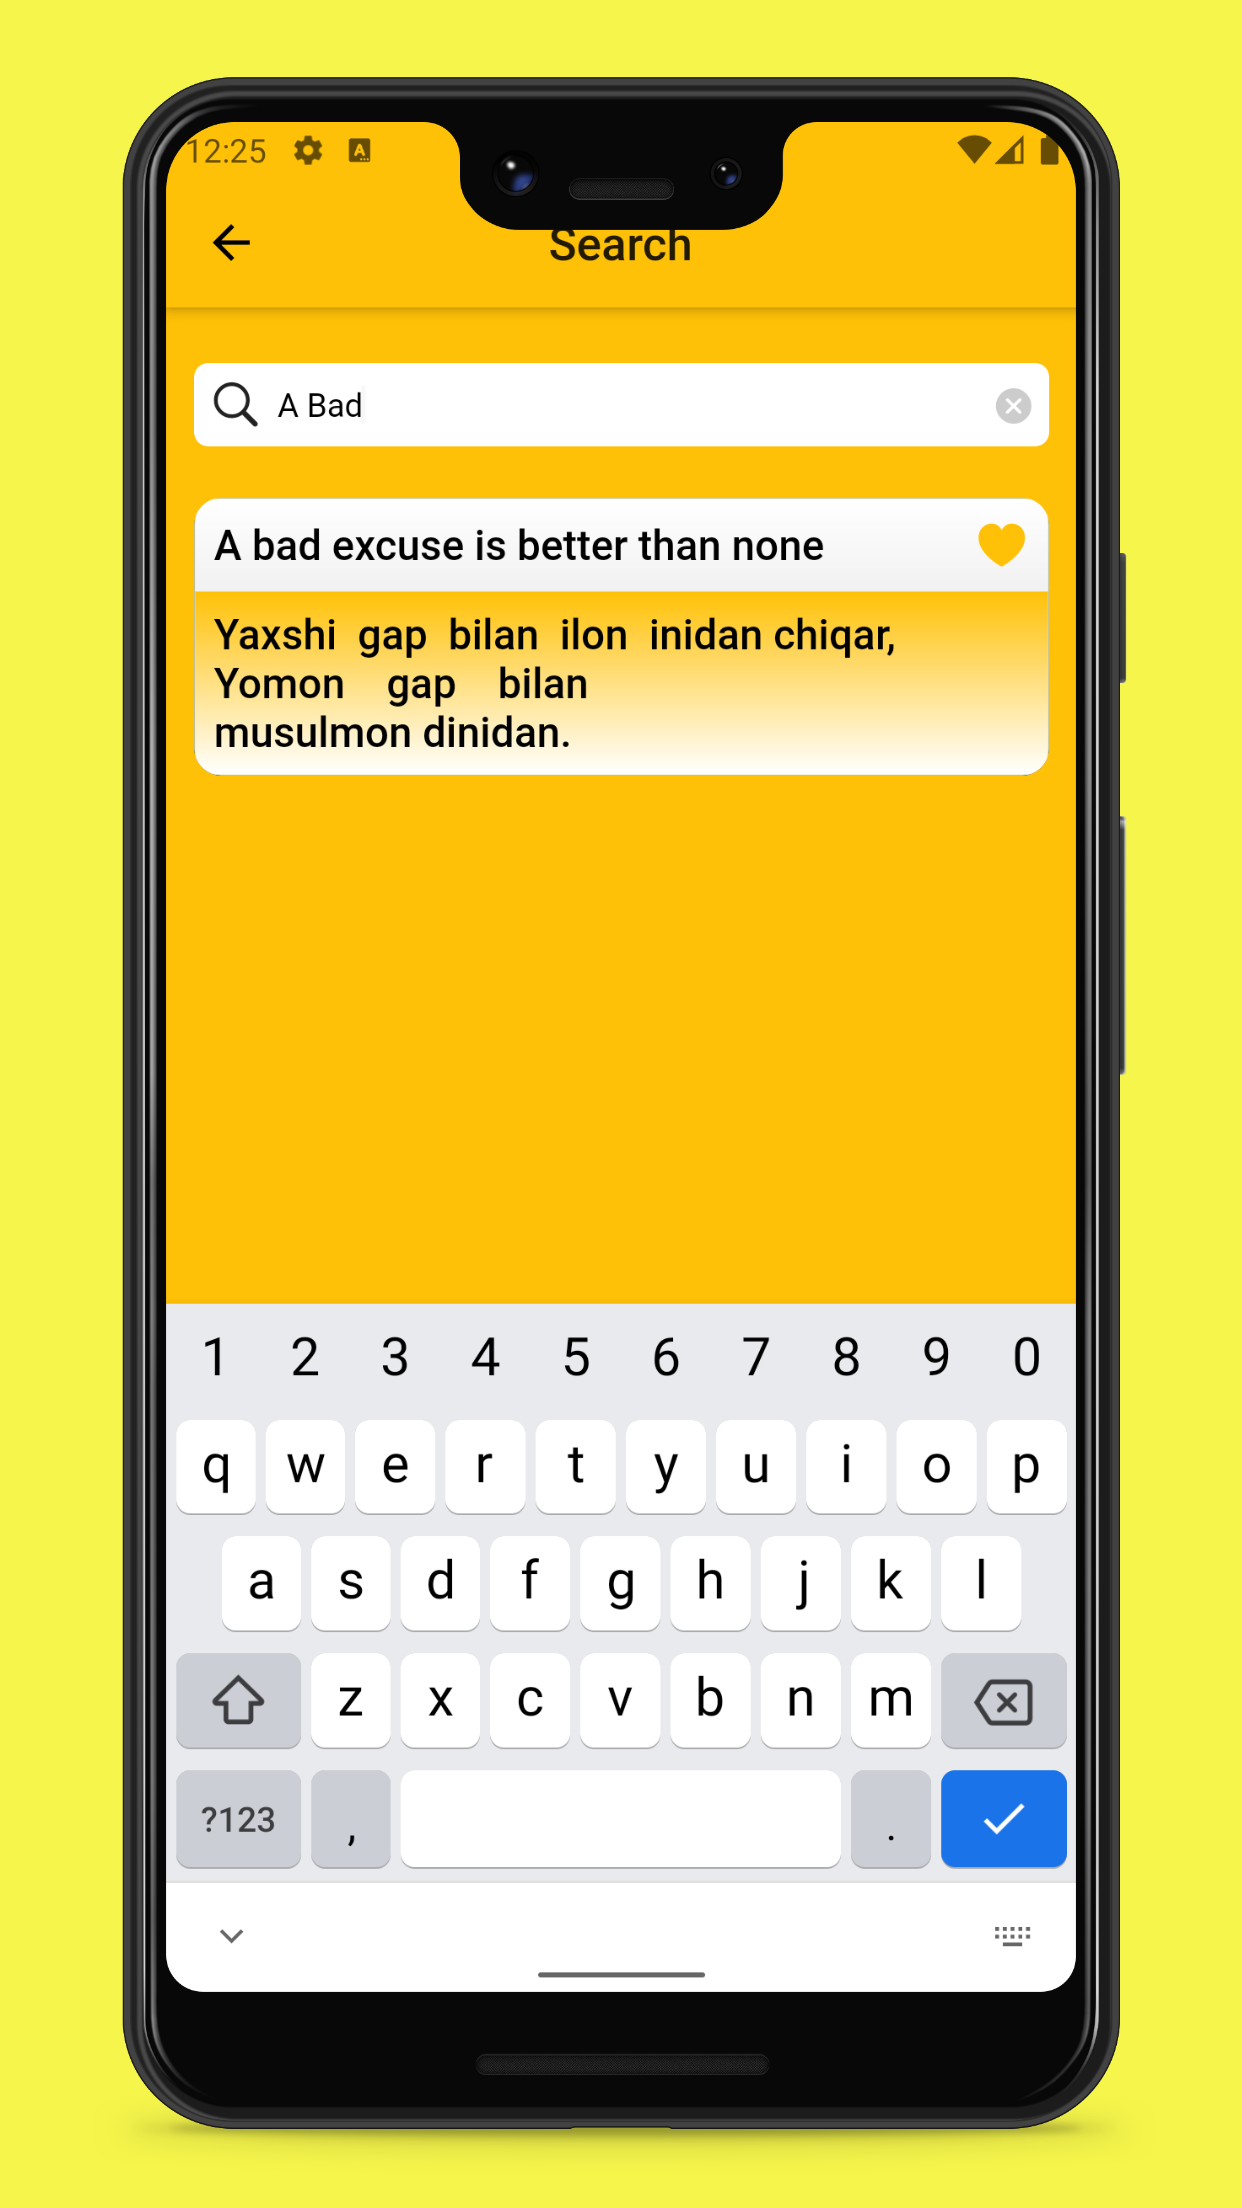 12:25
Search
A Bad
A bad excuse is better than none
Yaxshi gap bilan ilon inidan chiqar,
Yomon gap bilan
musulmon dinidan.
1 2 3 4 5 6 7 8 9 0
q w e r t y u i o p
a s d f g h j k l
z x c v b n m
?123 , .